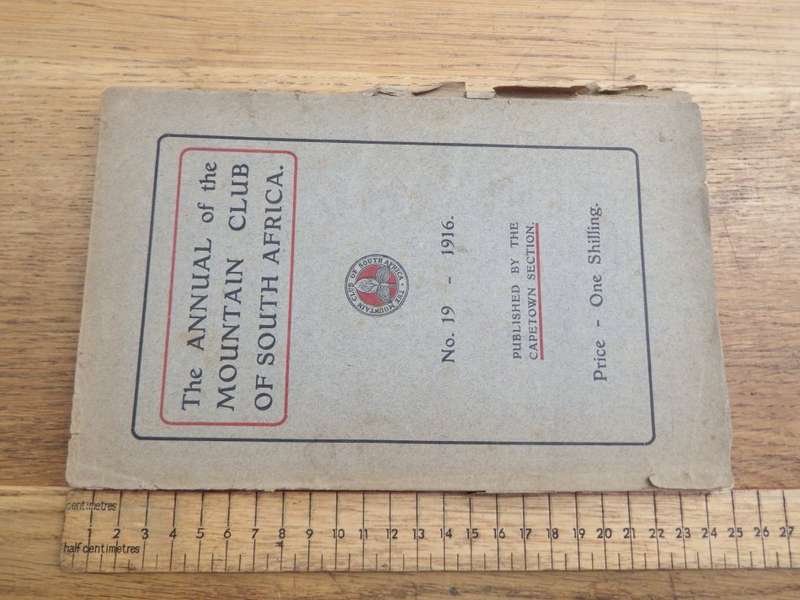 The ANNUAL of the
MOUNTAIN CLUB
OF SOUTH AFRICA.
THE MOUNTAIN CLUB OF SOUTH AFRICA
No. 19 - 1916.
PUBLISHED BY THE
CAPETOWN SECTION.
Price - One Shilling.
centimetres
1 2 3 4 5 6 7 8 9 10 11 12 13 14 15 16 17 18 19 20 21 22 23 24 25 26 27
half centimetres